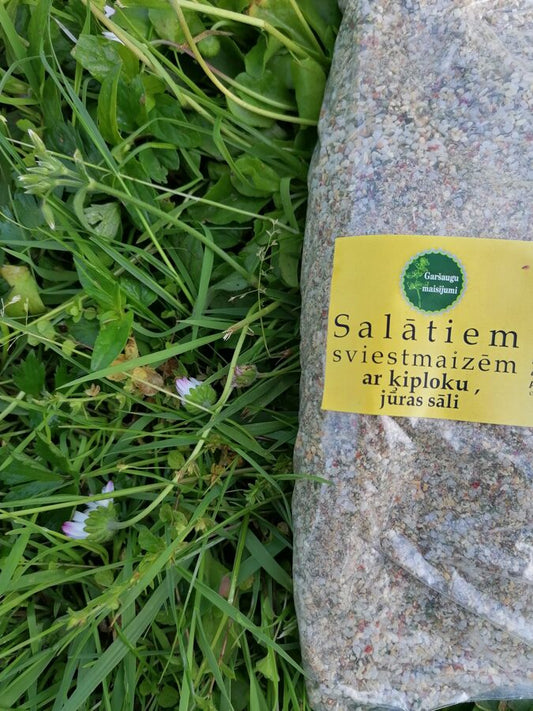 Garšaugu
maisījumi
Salātiem
sviestmaizēm
ar ķiploku,
jūras sāli